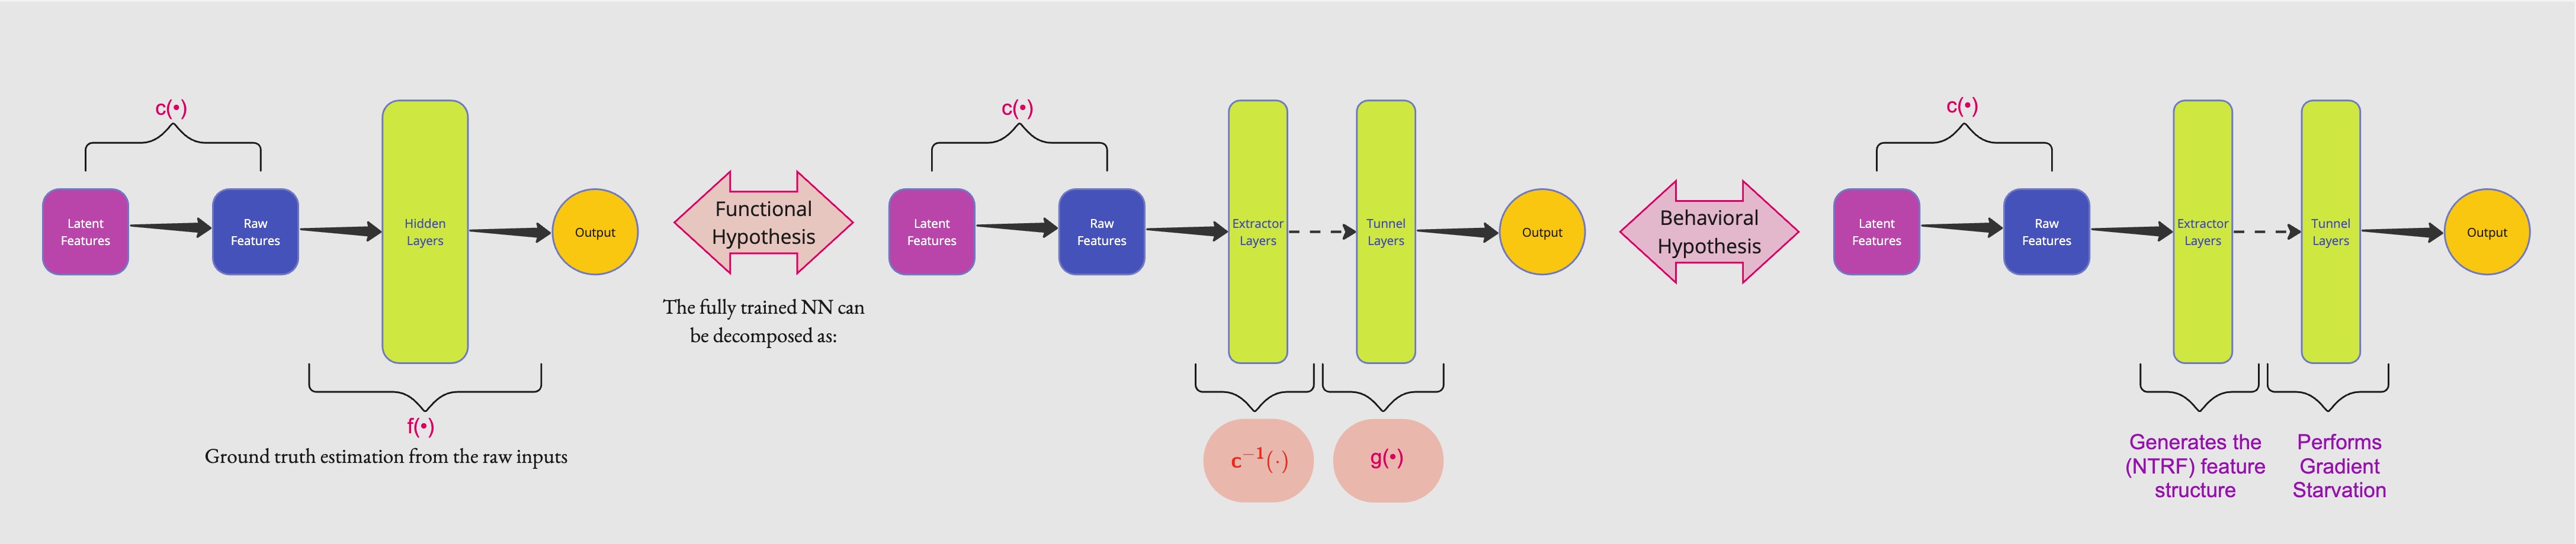 c(•)
Latent
Features
Raw
Features
Hidden
Layers
Output
f(•)
Ground truth estimation from the raw inputs
Functional
Hypothesis
The fully trained NN can
be decomposed as:
c(•)
Latent
Features
Raw
Features
Extractor
Layers
Tunnel
Layers
Output
c⁻¹(·)
g(•)
Behavioral
Hypothesis
c(•)
Latent
Features
Raw
Features
Extractor
Layers
Tunnel
Layers
Output
Generates the
(NTRF) feature
structure
Performs
Gradient
Starvation